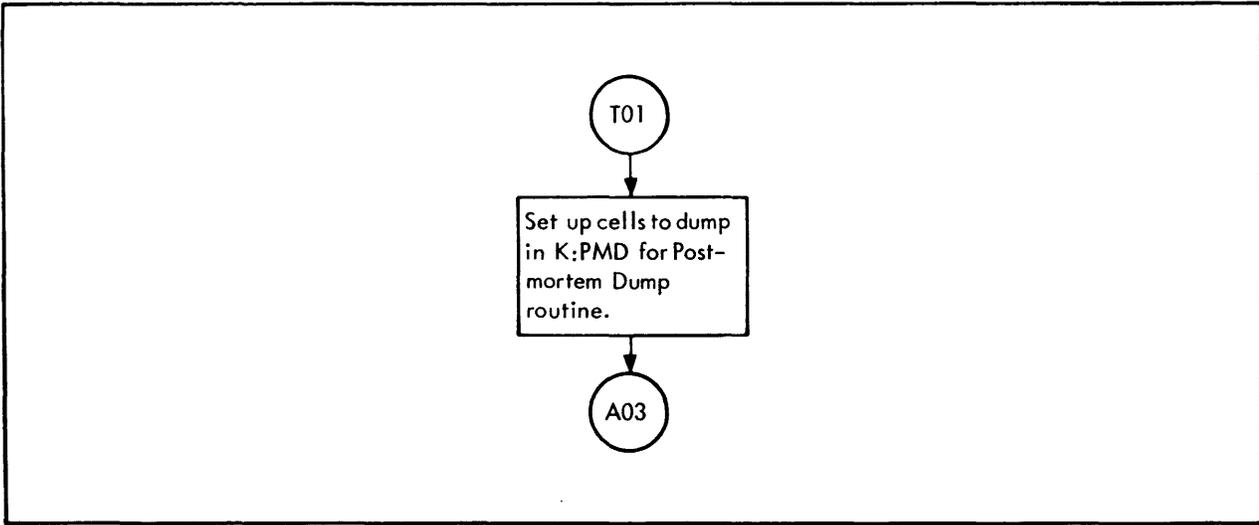 T01
Set up cells to dump
in K:PMD for Post-
mortem Dump
routine.
A03